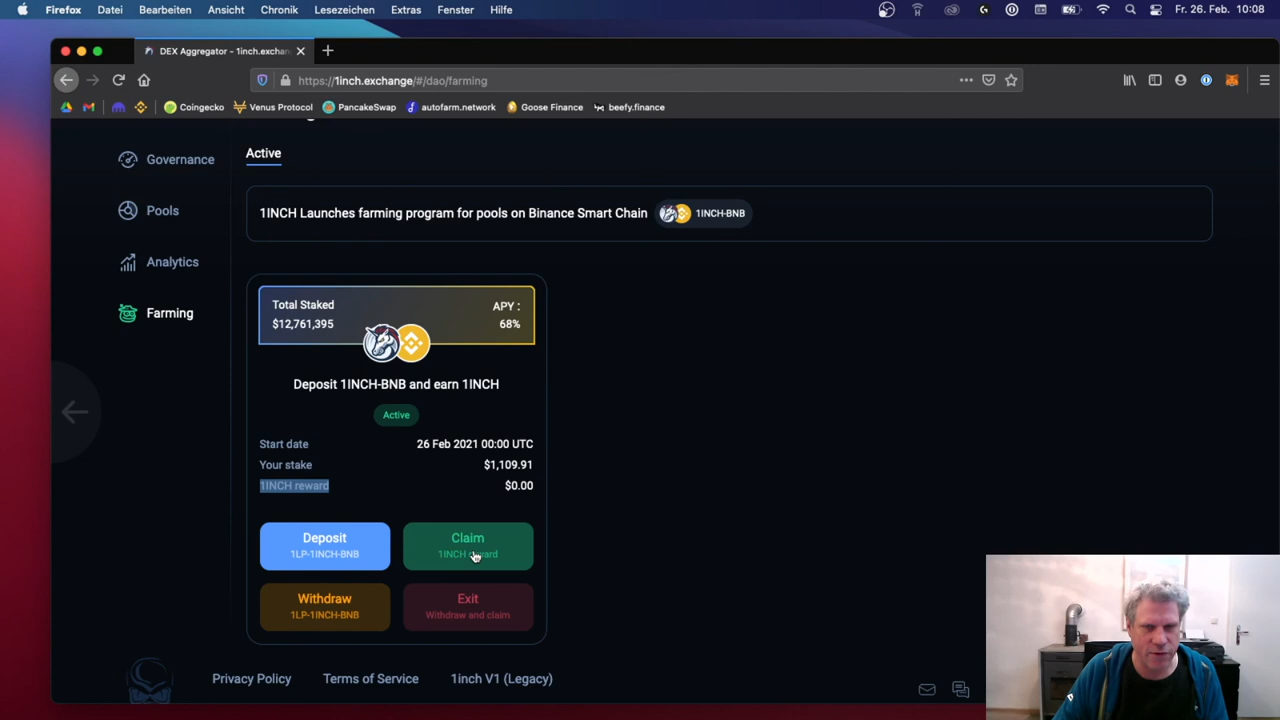 Firefox Datei Bearbeiten Ansicht Chronik Lesezeichen Extras Fenster Hilfe Fr. 26. Feb. 10:08
DEX Aggregator - 1inch.exchan
https://1inch.exchange/#/dao/farming
Coingecko Venus Protocol PancakeSwap autofarm.network Goose Finance beefy.finance
Governance
Pools
Analytics
Farming
Active
1INCH Launches farming program for pools on Binance Smart Chain 1INCH-BNB
Total Staked APY :
$12,761,395 68%
Deposit 1INCH-BNB and earn 1INCH
Active
Start date 26 Feb 2021 00:00 UTC
Your stake $1,109.91
1INCH reward $0.00
Deposit Claim
1LP-1INCH-BNB 1INCH reward
Withdraw Exit
1LP-1INCH-BNB Withdraw and claim
Privacy Policy Terms of Service 1inch V1 (Legacy)